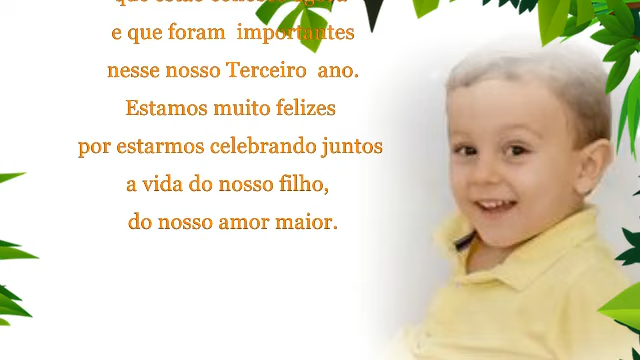 e que foram importantes
nesse nosso Terceiro ano.
Estamos muito felizes
por estarmos celebrando juntos
a vida do nosso filho,
do nosso amor maior.